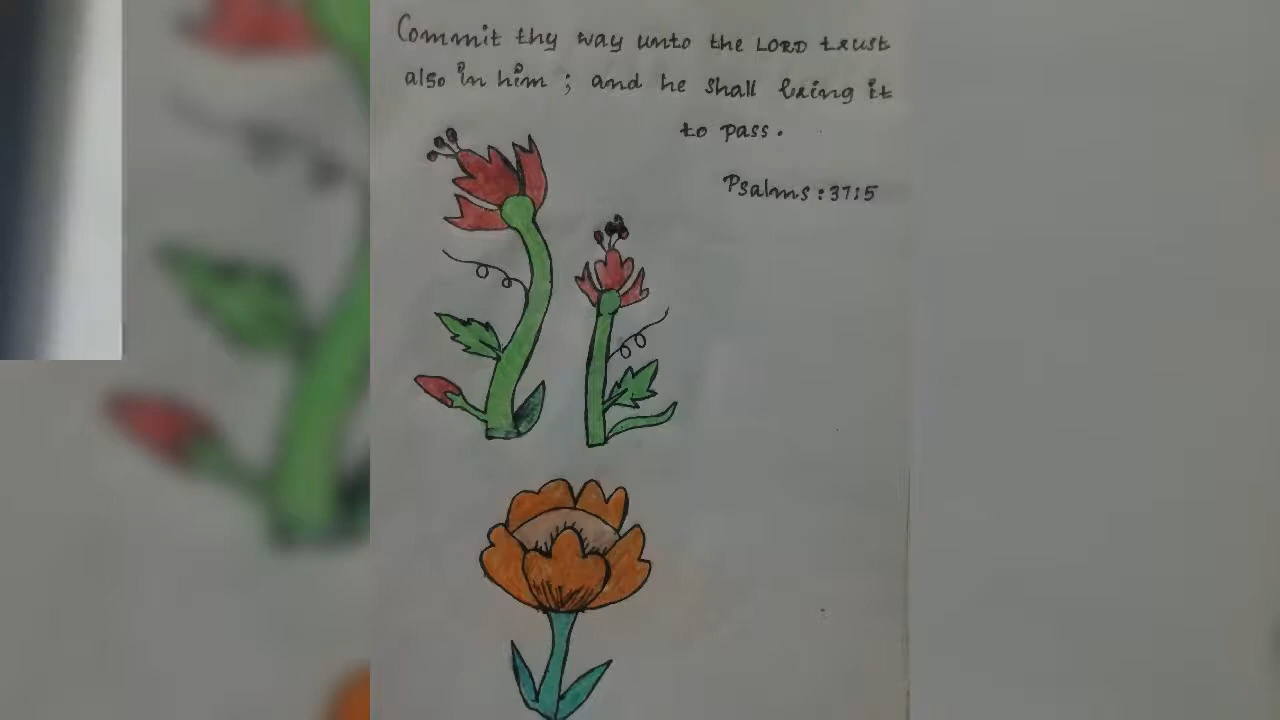 Commit thy way unto the LORD trust
also in him ; and he shall bring it
to pass.
Psalms : 37:5